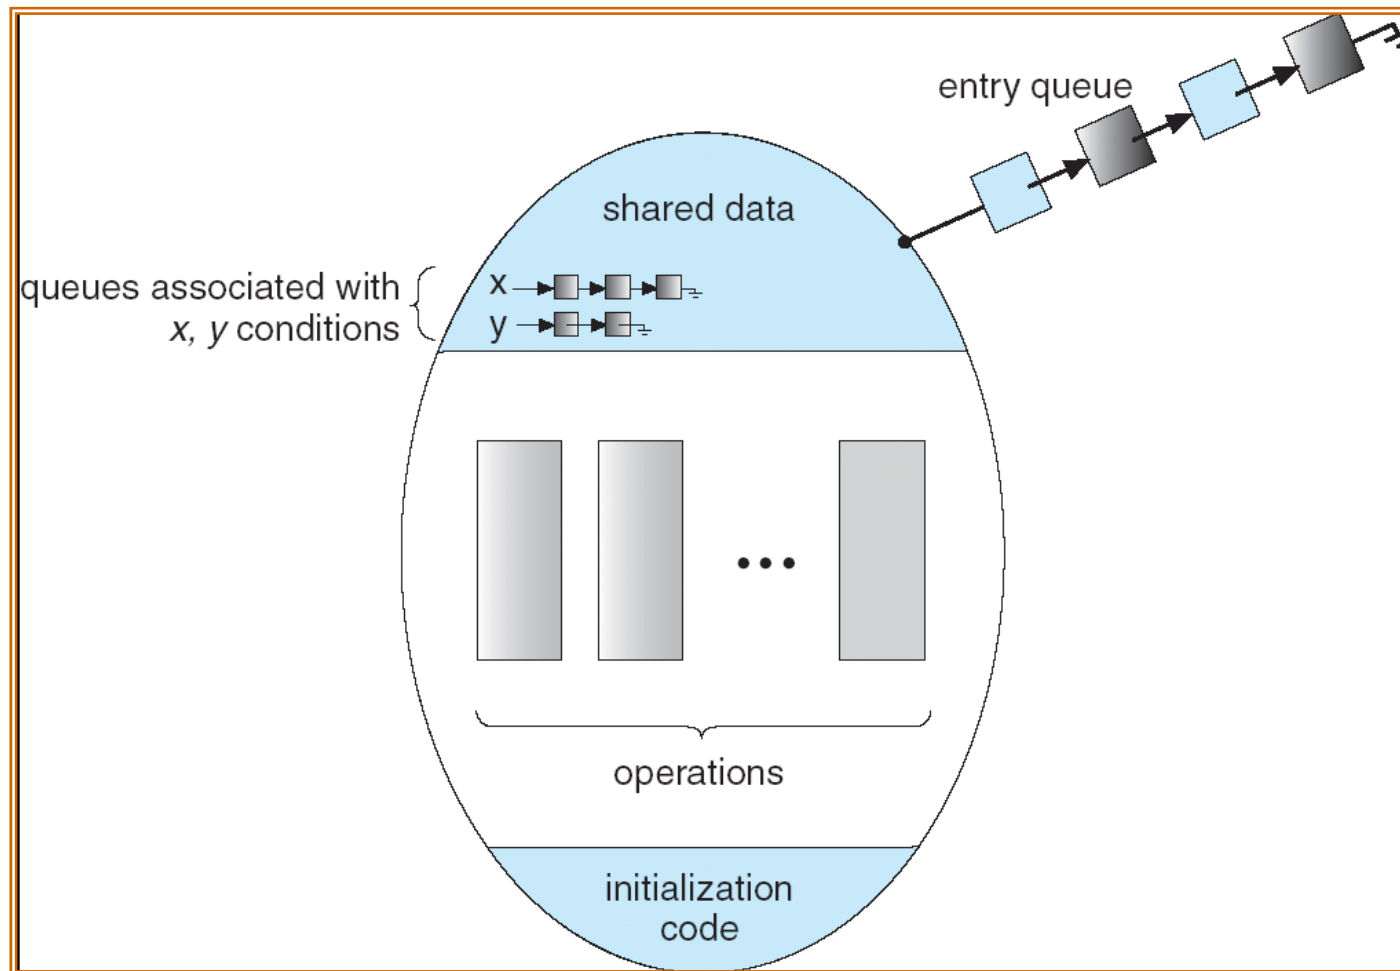 entry queue
shared data
queues associated with
x, y conditions
x
y
•••
operations
initialization
code